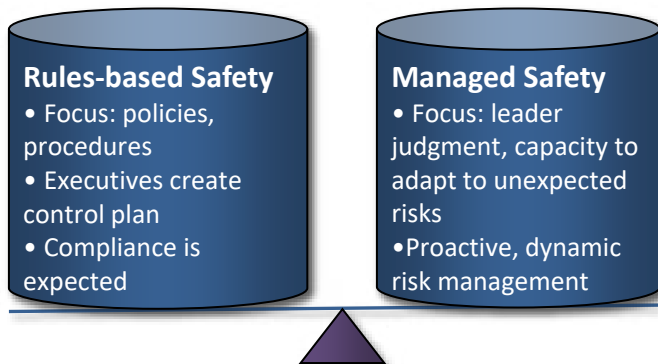 Rules-based Safety
• Focus: policies,
procedures
• Executives create
control plan
• Compliance is
expected
Managed Safety
• Focus: leader
judgment, capacity to
adapt to unexpected
risks
•Proactive, dynamic
risk management